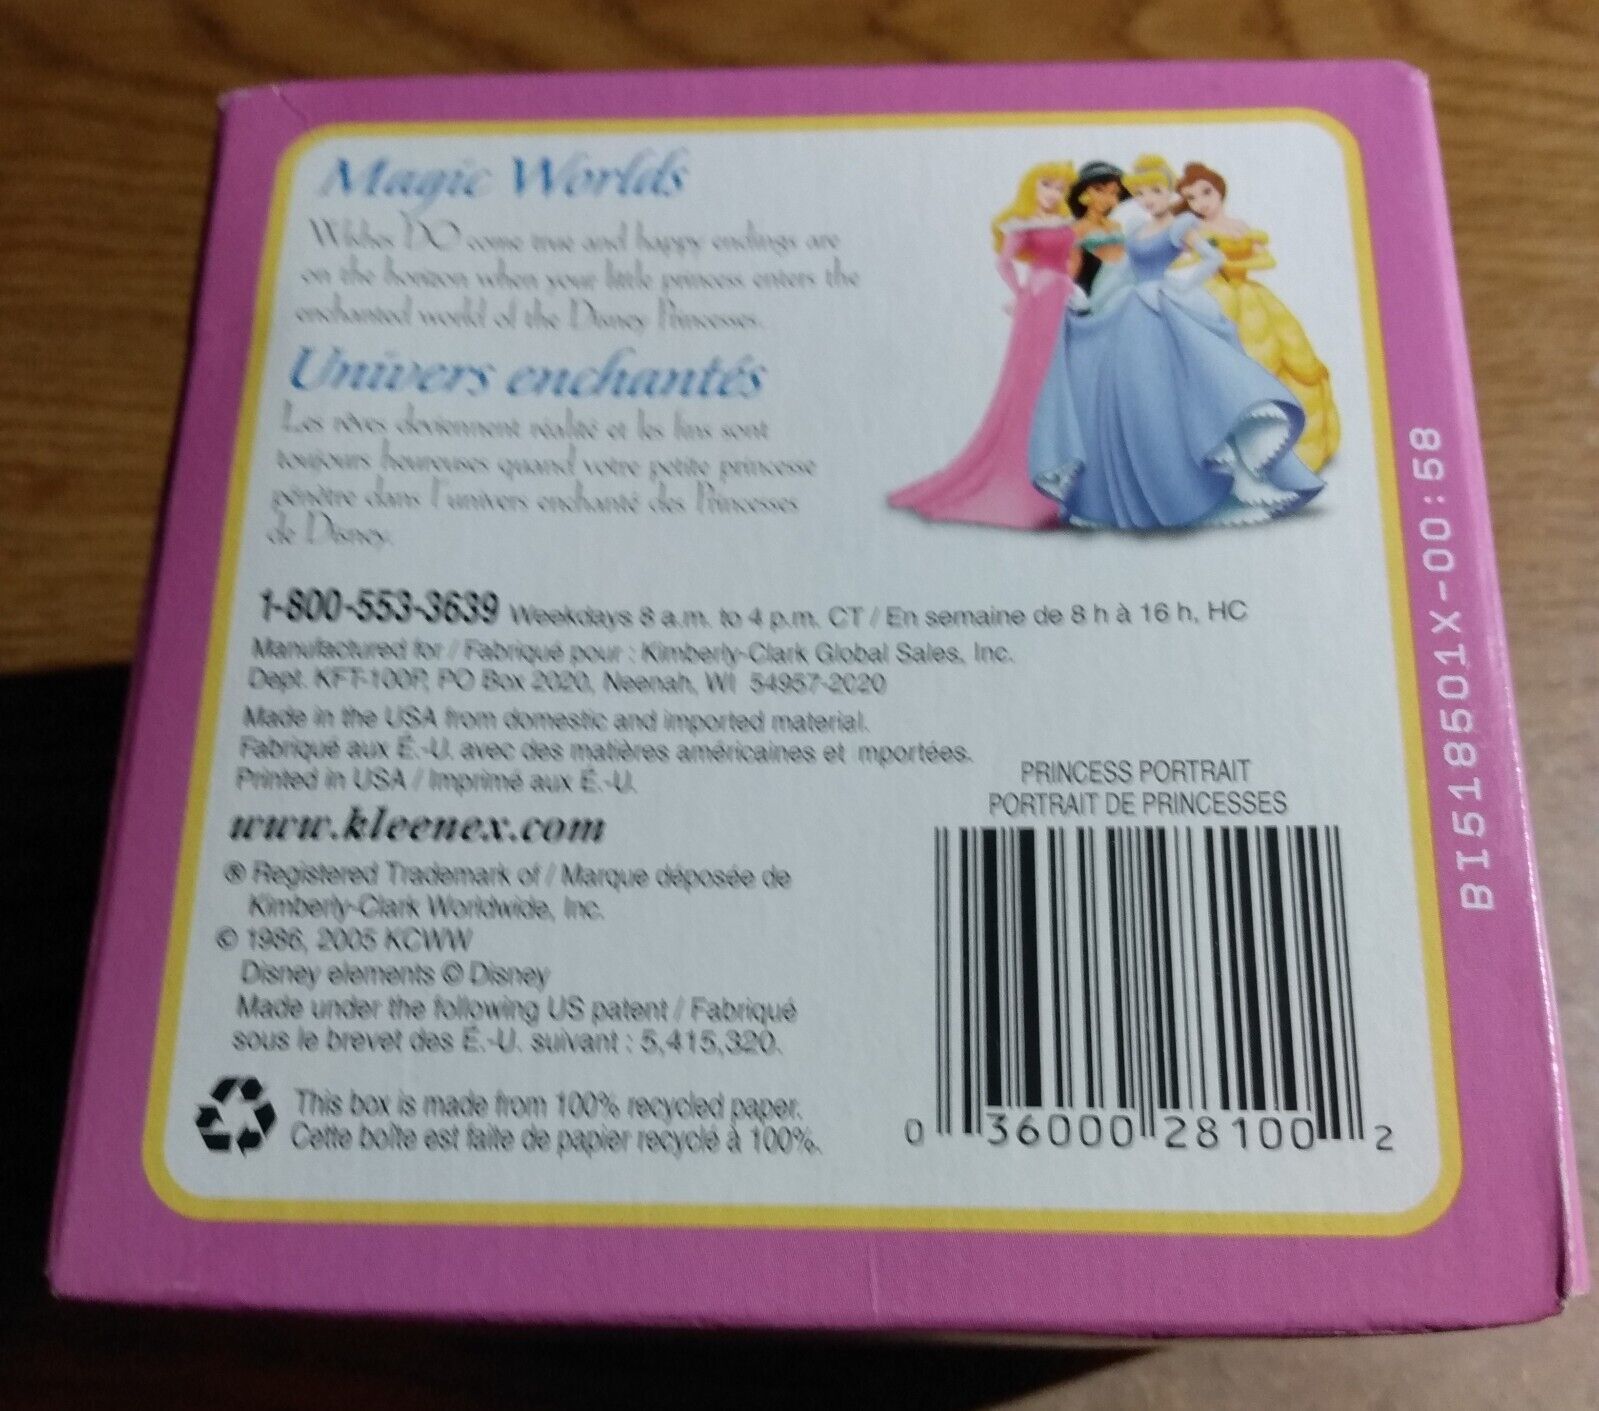 Magic Worlds
Wishes DO come true and happy endings are
on the horizon when your little princess enters the
enchanted world of the Disney Princesses.
Univers enchantés
Les rêves deviennent réalité et les fins sont
toujours heureuses quand votre petite princesse
pénètre dans l'univers enchanté des Princesses
de Disney.
1-800-553-3639 Weekdays 8 a.m. to 4 p.m. CT / En semaine de 8 h à 16 h, HC
Manufactured for / Fabriqué pour : Kimberly-Clark Global Sales, Inc.
Dept. KFT-100P, PO Box 2020, Neenah, WI 54957-2020
Made in the USA from domestic and imported material.
Fabriqué aux É.-U. avec des matières américaines et mportées.
Printed in USA / Imprimé aux É.-U.
www.kleenex.com
® Registered Trademark of / Marque déposée de
Kimberly-Clark Worldwide, Inc.
© 1986, 2005 KCWW
Disney elements © Disney
Made under the following US patent / Fabriqué
sous le brevet des É.-U. suivant : 5,415,320.
This box is made from 100% recycled paper.
Cette boîte est faite de papier recyclé à 100%.
PRINCESS PORTRAIT
PORTRAIT DE PRINCESSES
0 36000 28100 2
BI518501X-00:58